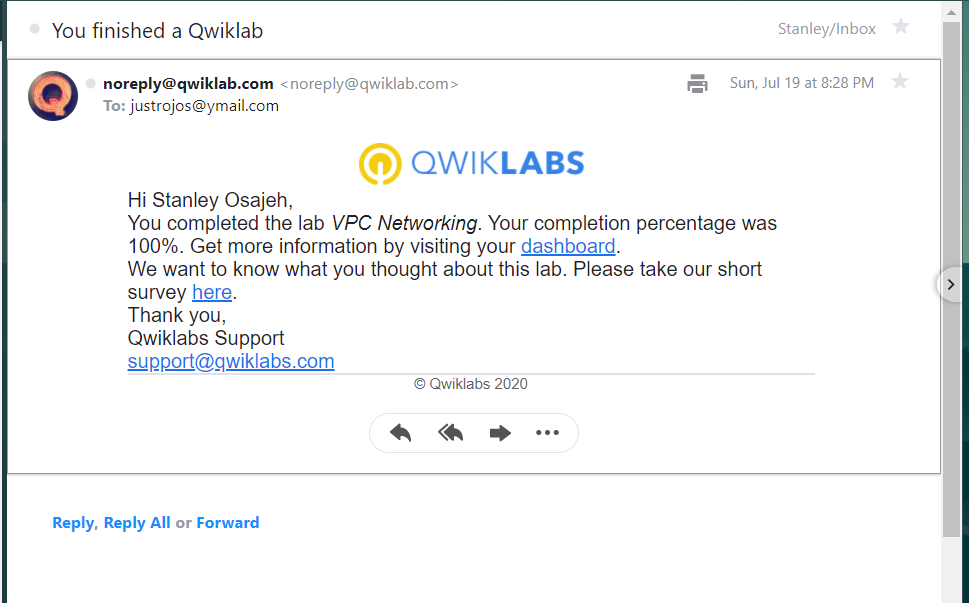 You finished a Qwiklab
Stanley/Inbox
Q
noreply@qwiklab.com <noreply@qwiklab.com>
Sun, Jul 19 at 8:28 PM
To: justrojos@ymail.com
QWIKLABS
Hi Stanley Osajeh,
You completed the lab VPC Networking. Your completion percentage was
100%. Get more information by visiting your dashboard.
We want to know what you thought about this lab. Please take our short
survey here.
Thank you,
Qwiklabs Support
support@qwiklabs.com
© Qwiklabs 2020
Reply, Reply All or Forward